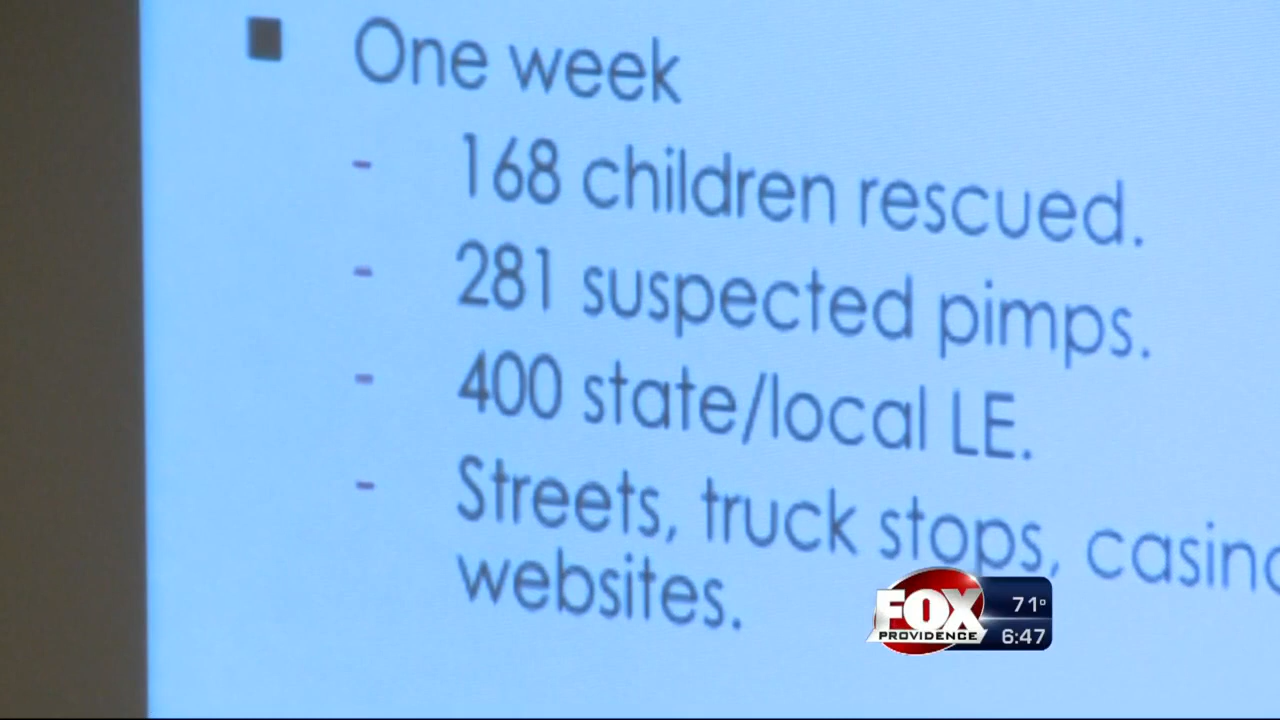 One week
- 168 children rescued.
- 281 suspected pimps.
- 400 state/local LE.
- Streets, truck stops,
websites.
FOX
PROVIDENCE
71°
6:47